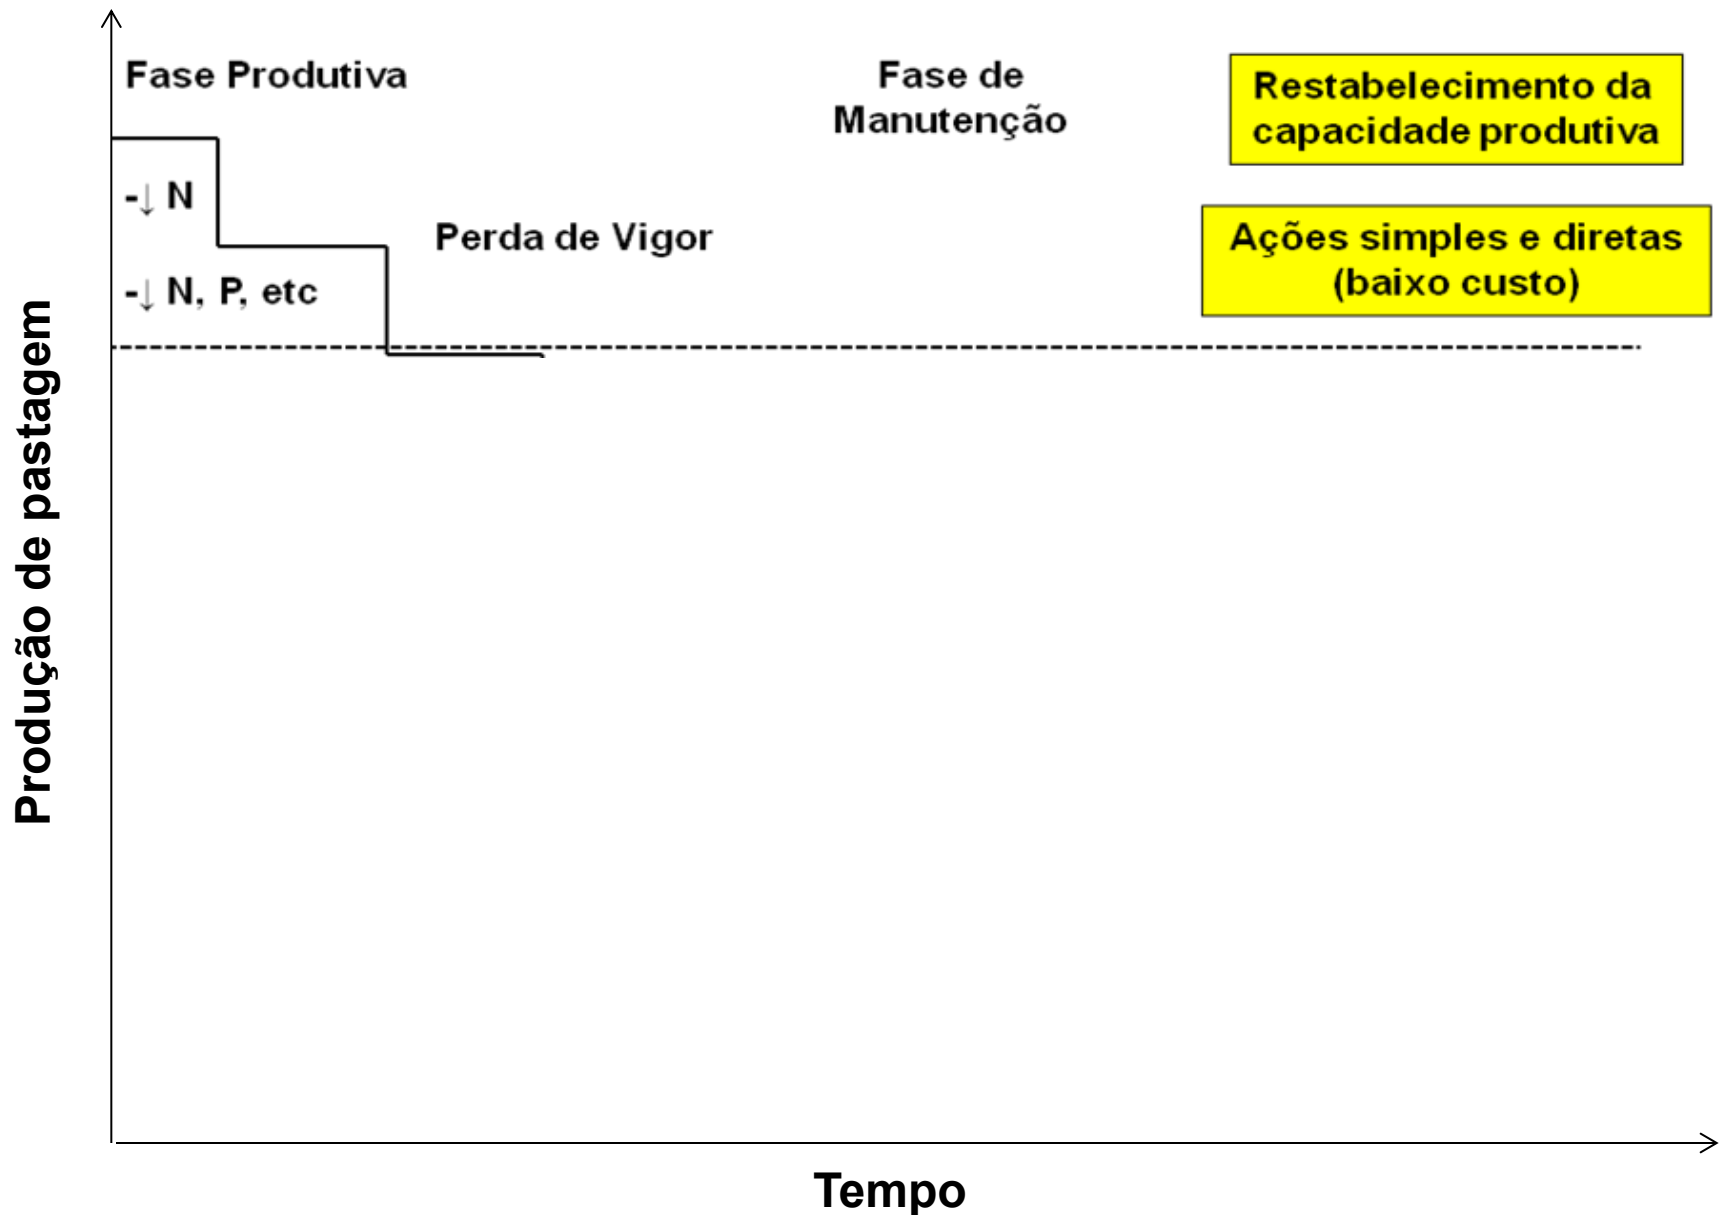 Fase Produtiva
Fase de
Manutenção
Restabelecimento da
capacidade produtiva
-↓ N
Perda de Vigor
Ações simples e diretas
(baixo custo)
-↓ N, P, etc
Produção de pastagem
Tempo